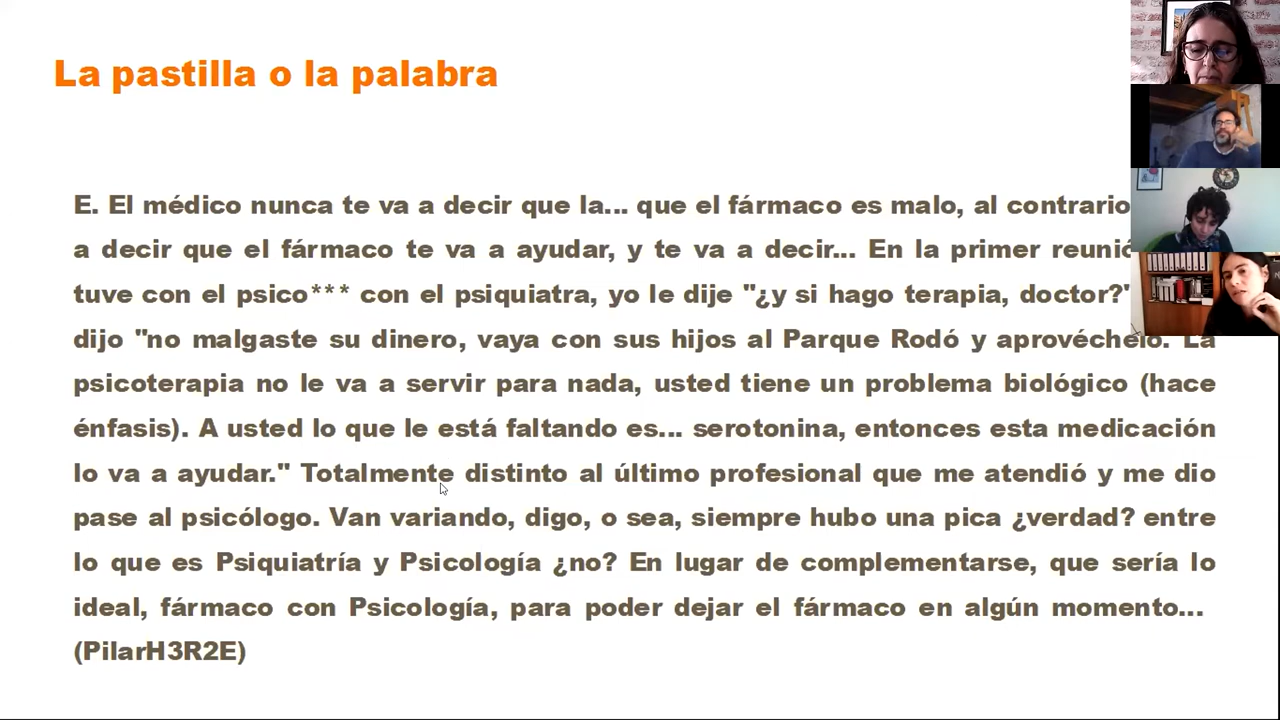 La pastilla o la palabra
E. El médico nunca te va a decir que la... que el fármaco es malo, al contrario
a decir que el fármaco te va a ayudar, y te va a decir... En la primer
tuve con el psico*** con el psiquiatra, yo le dije "¿y si hago terapia, doctor?"
dijo "no malgaste su dinero, vaya con sus hijos al Parque Rodó y aprovéchelo. La
psicoterapia no le va a servir para nada, usted tiene un problema biológico (hace
énfasis). A usted lo que le está faltando es... serotonina, entonces esta medicación
lo va a ayudar." Totalmente distinto al último profesional que me atendió y me dio
pase al psicólogo. Van variando, digo, o sea, siempre hubo una pica ¿verdad? entre
lo que es Psiquiatría y Psicología ¿no? En lugar de complementarse, que sería lo
ideal, fármaco con Psicología, para poder dejar el fármaco en algún momento...
(PilarH3R2E)